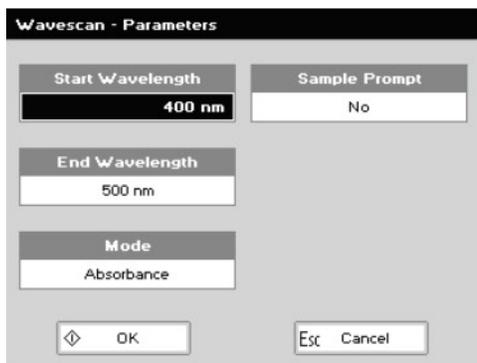 Wavescan - Parameters
Start Wavelength
400 nm
Sample Prompt
No
End Wavelength
500 nm
Mode
Absorbance
OK
Esc Cancel